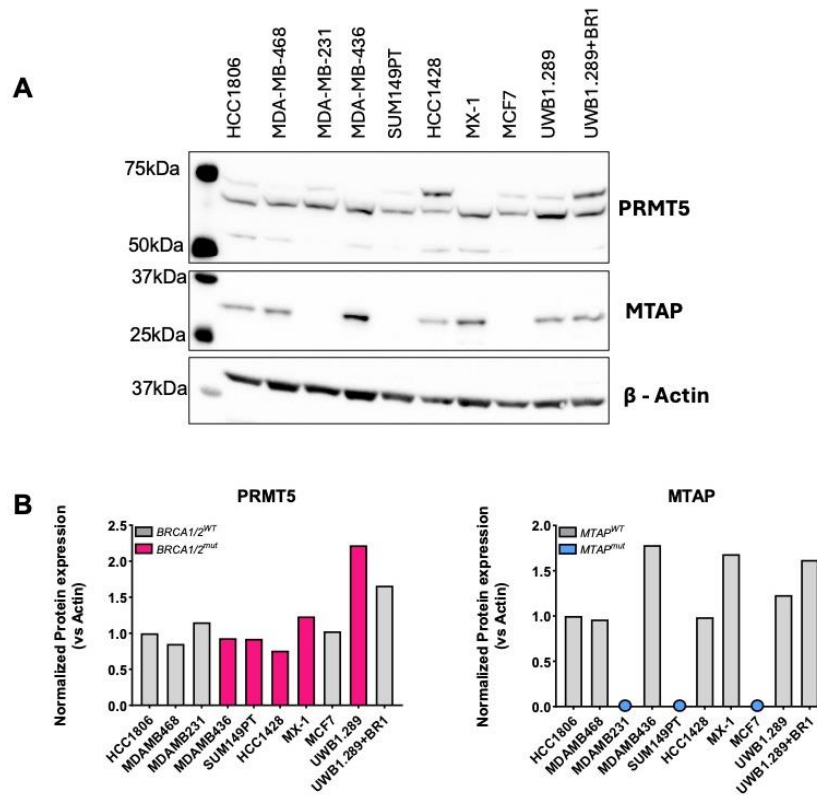 A
HCC1806
MDA-MB-468
MDA-MB-231
MDA-MB-436
SUM149PT
HCC1428
MX-1
MCF7
UWB1.289
UWB1.289+BR1
75kDa
50kDa
PRMT5
37kDa
25kDa
MTAP
37kDa
β - Actin
B
PRMT5
Normalized Protein expression
(vs Actin)
2.5
2.0
1.5
1.0
0.5
0.0
BRCA1/2WT
BRCA1/2mut
HCC1806
MDAMB468
MDAMB231
MDAMB436
SUM149PT
HCC1428
MX-1
MCF7
UWB1.289
UWB1.289+BR1
MTAP
Normalized Protein expression
(vs Actin)
2.0
1.5
1.0
0.5
0.0
MTAPWT
MTAPmut
HCC1806
MDAMB468
MDAMB231
MDAMB436
SUM149PT
HCC1428
MX-1
MCF7
UWB1.289
UWB1.289+BR1